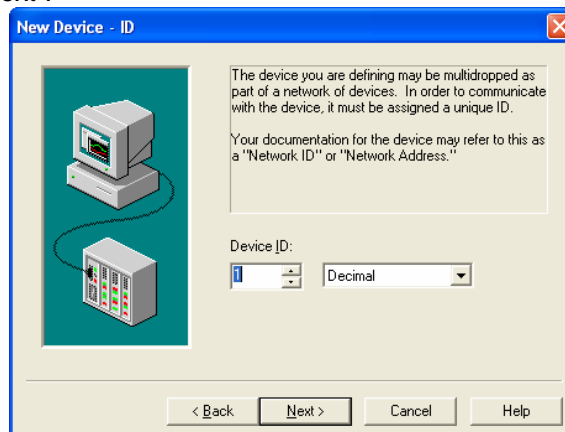 New Device - ID
The device you are defining may be multidropped as
part of a network of devices.  In order to communicate
with the device, it must be assigned a unique ID.
Your documentation for the device may refer to this as
a "Network ID" or "Network Address."
Device ID:
1 Decimal
< Back Next > Cancel Help